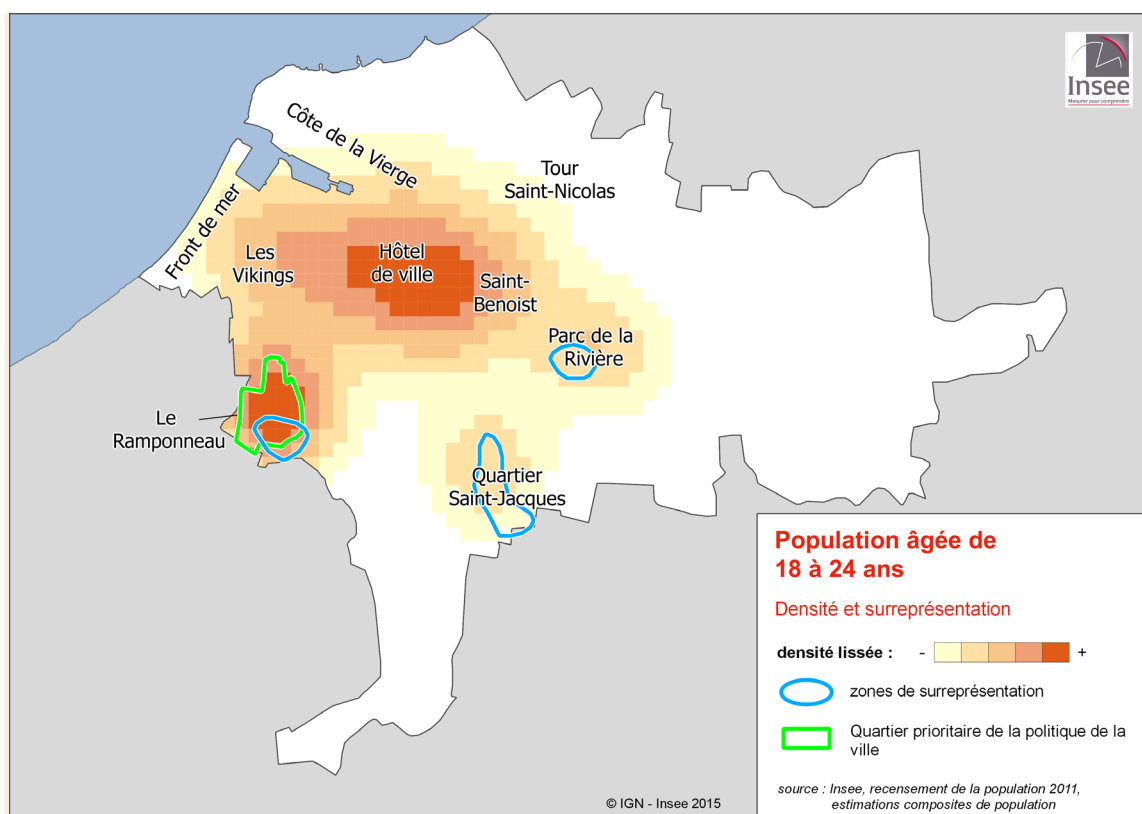 Insee
Mesurer pour comprendre
Côte de la Vierge
Tour
Saint-Nicolas
Front de mer
Les
Vikings
Hôtel
de ville
Saint-
Benoist
Parc de la
Rivière
Le
Ramponneau
Quartier
Saint-Jacques
Population âgée de
18 à 24 ans
Densité et surreprésentation
densité lissée : - +
zones de surreprésentation
Quartier prioritaire de la politique de la
ville
source : Insee, recensement de la population 2011,
estimations composites de population
© IGN - Insee 2015